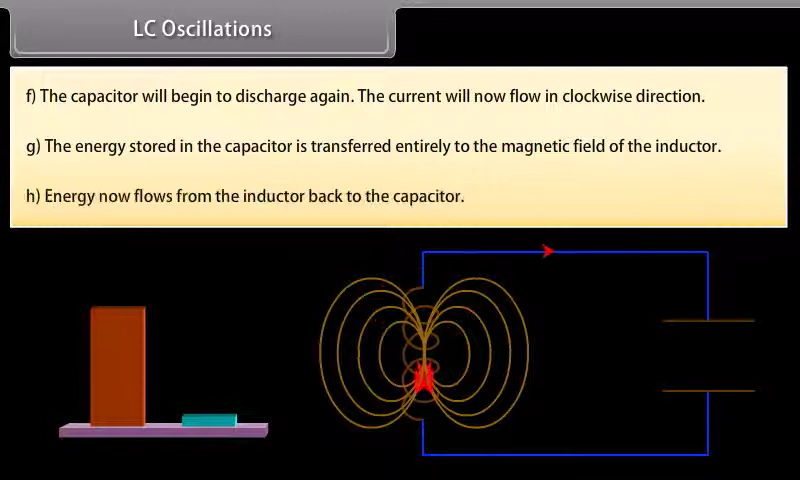 LC Oscillations
f) The capacitor will begin to discharge again. The current will now flow in clockwise direction.
g) The energy stored in the capacitor is transferred entirely to the magnetic field of the inductor.
h) Energy now flows from the inductor back to the capacitor.